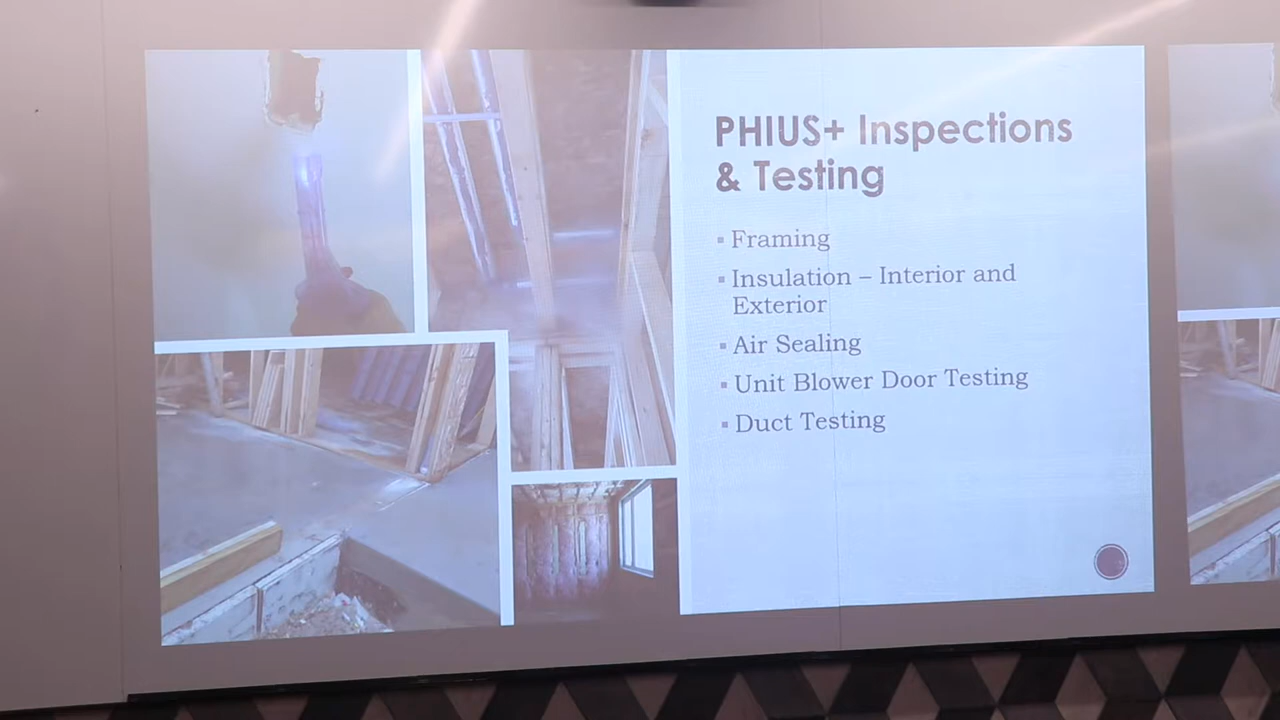 PHIUS+ Inspections
& Testing
▪ Framing
▪ Insulation – Interior and
Exterior
▪ Air Sealing
▪ Unit Blower Door Testing
▪ Duct Testing